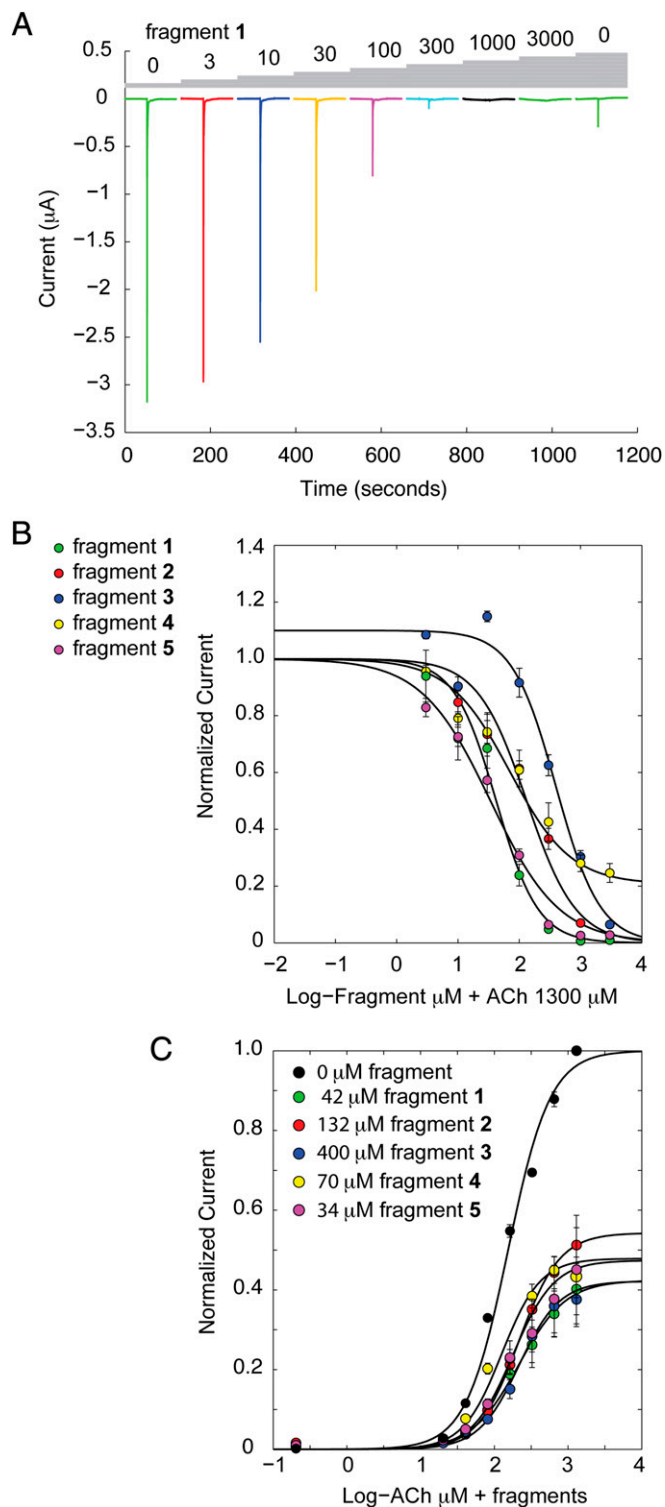 A
fragment 1
0 3 10 30 100 300 1000 3000 0
0.5
0
−0.5
−1
−1.5
−2
−2.5
−3
−3.5
Current (μA)
0 200 400 600 800 1000 1200
Time (seconds)
B
fragment 1
fragment 2
fragment 3
fragment 4
fragment 5
1.4
1.2
1.0
0.8
0.6
0.4
0.2
0
Normalized Current
−2 −1 0 1 2 3 4
Log−Fragment μM + ACh 1300 μM
C
0 μM fragment
42 μM fragment 1
132 μM fragment 2
400 μM fragment 3
70 μM fragment 4
34 μM fragment 5
1.0
0.8
0.6
0.4
0.2
0
Normalized Current
−1 0 1 2 3 4
Log−ACh μM + fragments